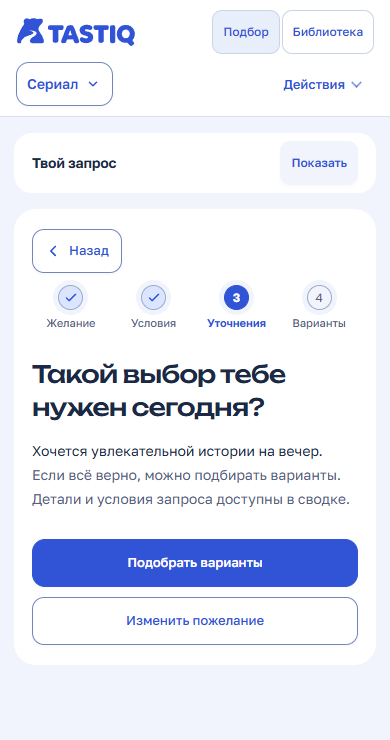 TASTIQ
Подбор
Библиотека
Сериал
Действия
Твой запрос
Показать
Назад
3
4
Желание
Условия
Уточнения
Варианты
Такой выбор тебе
нужен сегодня?
Хочется увлекательной истории на вечер.
Если всё верно, можно подбирать варианты.
Детали и условия запроса доступны в сводке.
Подобрать варианты
Изменить пожелание